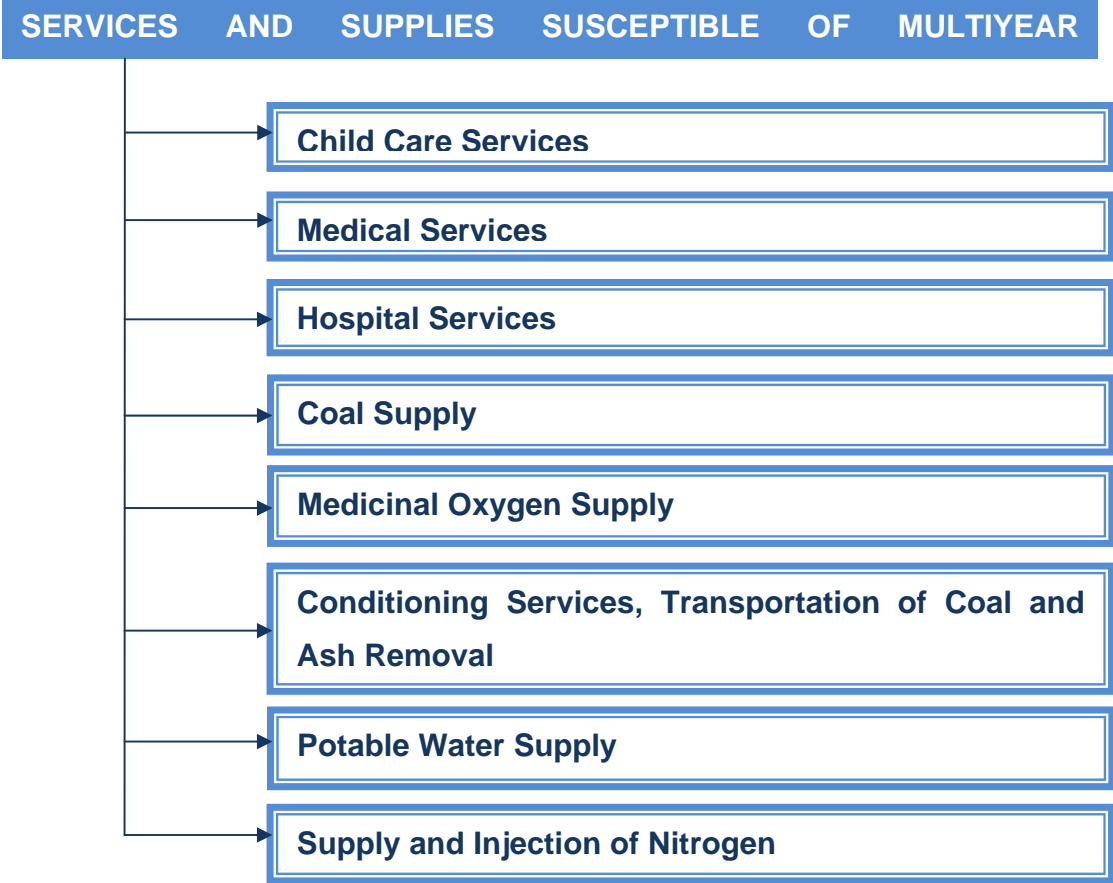 SERVICES AND SUPPLIES SUSCEPTIBLE OF MULTIYEAR
Child Care Services
Medical Services
Hospital Services
Coal Supply
Medicinal Oxygen Supply
Conditioning Services, Transportation of Coal and
Ash Removal
Potable Water Supply
Supply and Injection of Nitrogen